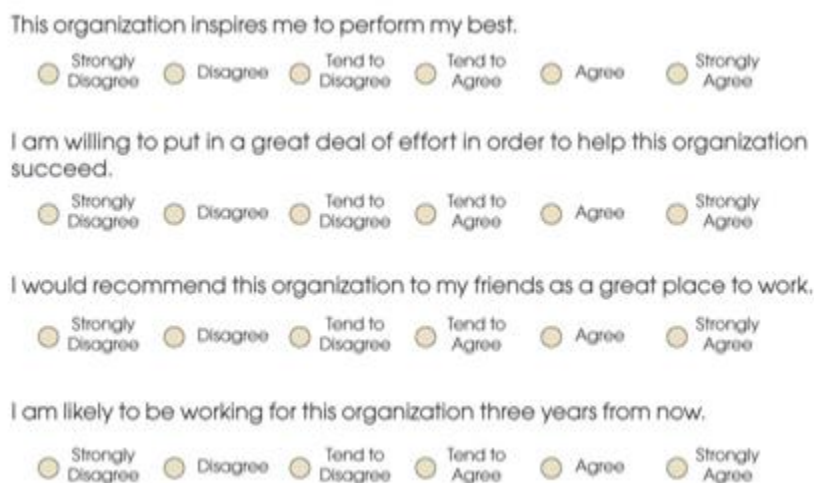 This organization inspires me to perform my best.
Strongly Disagree Disagree Tend to Disagree Tend to Agree Agree Strongly Agree
I am willing to put in a great deal of effort in order to help this organization
succeed.
Strongly Disagree Disagree Tend to Disagree Tend to Agree Agree Strongly Agree
I would recommend this organization to my friends as a great place to work.
Strongly Disagree Disagree Tend to Disagree Tend to Agree Agree Strongly Agree
I am likely to be working for this organization three years from now.
Strongly Disagree Disagree Tend to Disagree Tend to Agree Agree Strongly Agree